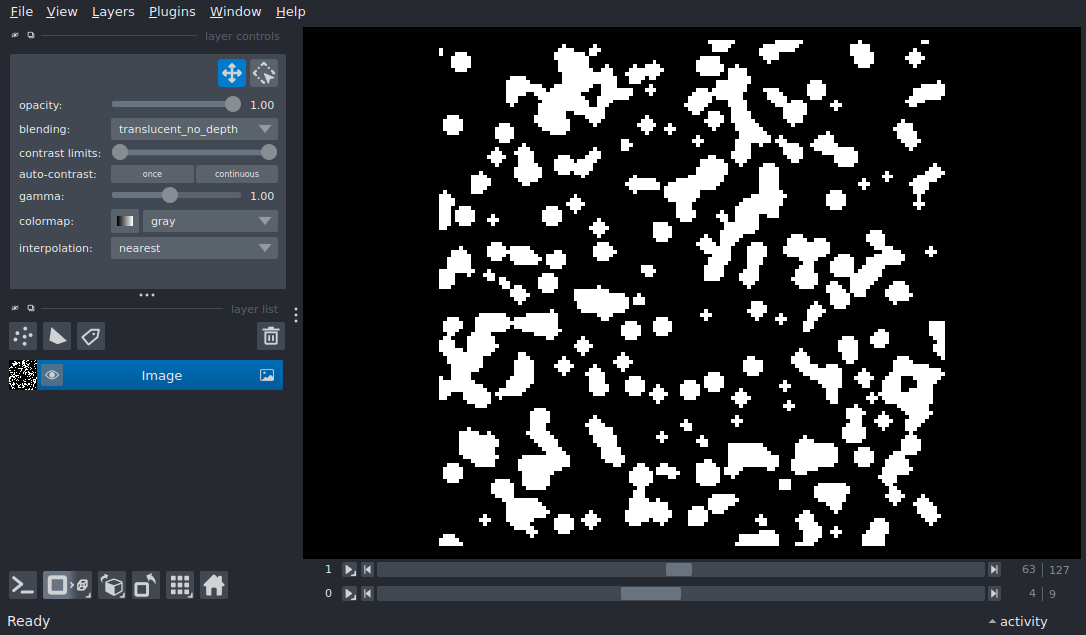 File View Layers Plugins Window Help
layer controls
opacity: 1.00
blending: translucent_no_depth
contrast limits:
auto-contrast: once continuous
gamma: 1.00
colormap: gray
interpolation: nearest
layer list
Image
1 63 127
0 4 9
Ready activity